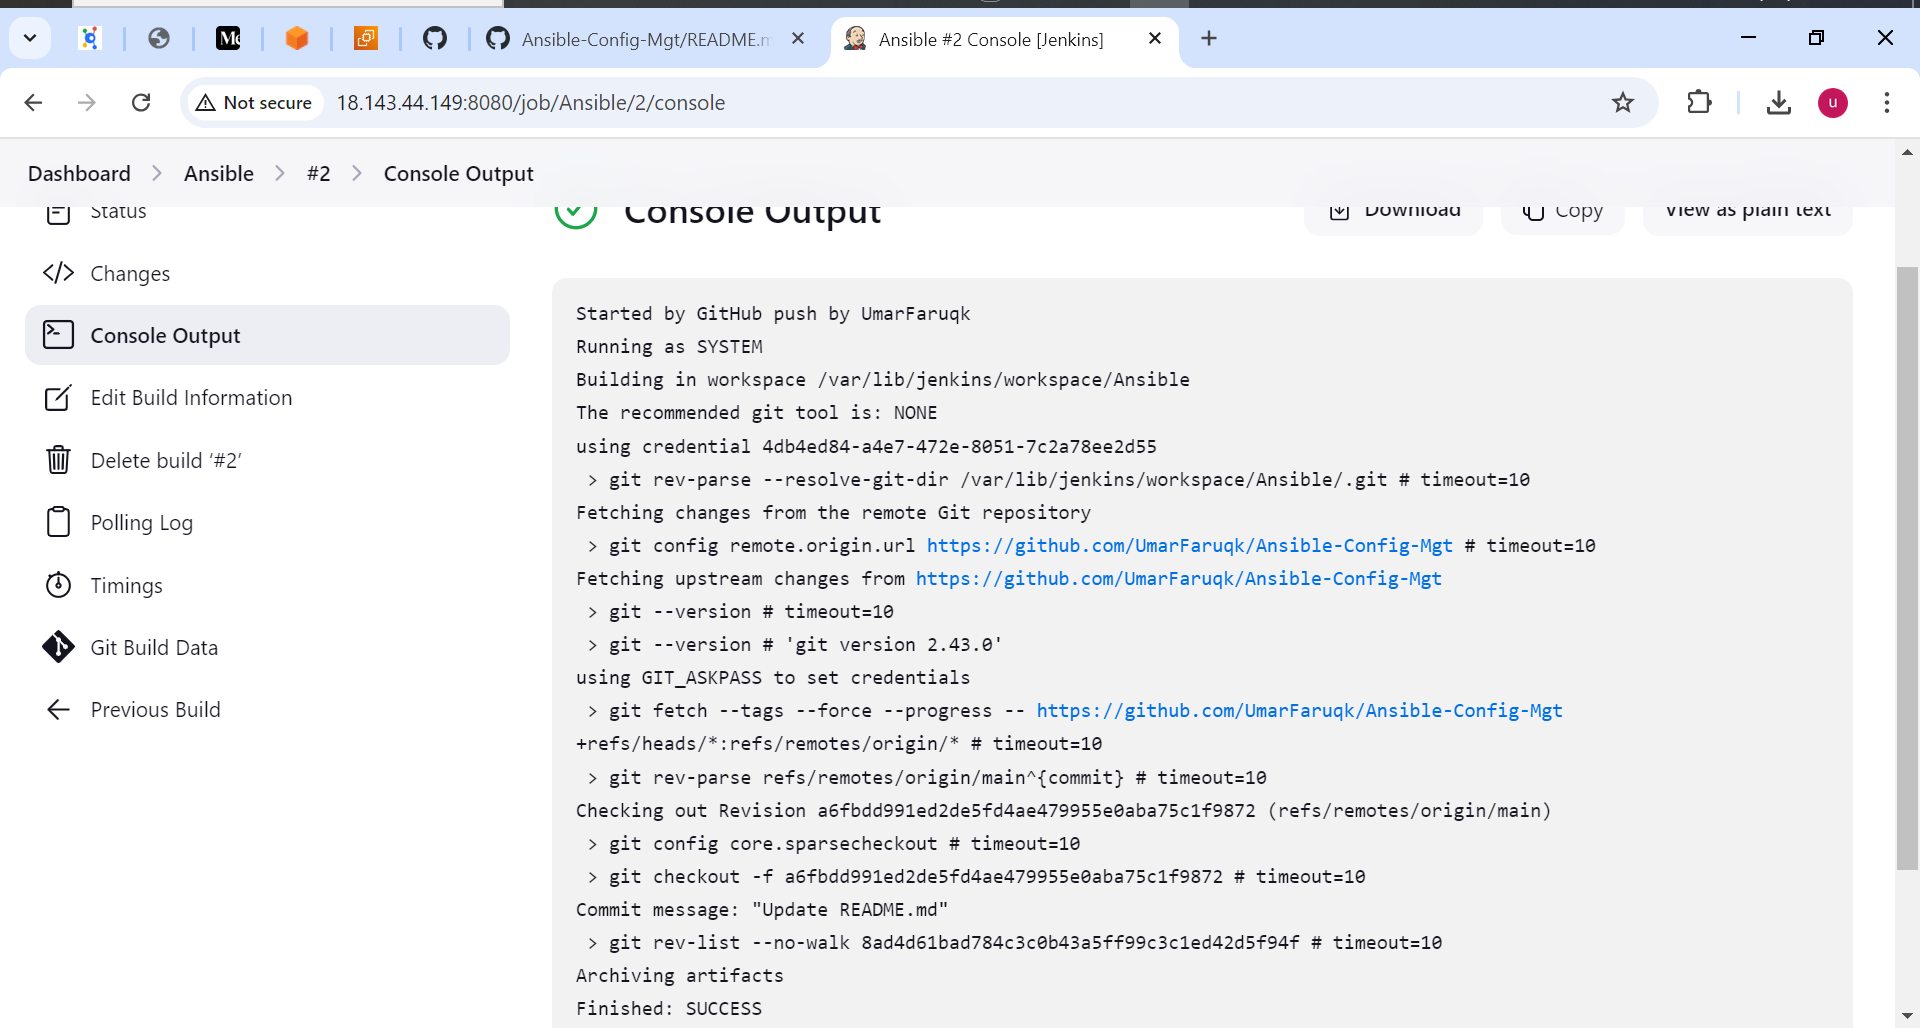 Me
Ansible-Config-Mgt/README.m
Ansible #2 Console [Jenkins]
Not secure
18.143.44.149:8080/job/Ansible/2/console
u
Dashboard
Ansible
#2
Console Output
Status
Changes
Console Output
Edit Build Information
Delete build ‘#2’
Polling Log
Timings
Git Build Data
Previous Build
Console Output
Download
Copy
View as plain text
Started by GitHub push by UmarFaruqk
Running as SYSTEM
Building in workspace /var/lib/jenkins/workspace/Ansible
The recommended git tool is: NONE
using credential 4db4ed84-a4e7-472e-8051-7c2a78ee2d55
> git rev-parse --resolve-git-dir /var/lib/jenkins/workspace/Ansible/.git # timeout=10
Fetching changes from the remote Git repository
> git config remote.origin.url https://github.com/UmarFaruqk/Ansible-Config-Mgt # timeout=10
Fetching upstream changes from https://github.com/UmarFaruqk/Ansible-Config-Mgt
> git --version # timeout=10
> git --version # 'git version 2.43.0'
using GIT_ASKPASS to set credentials
> git fetch --tags --force --progress -- https://github.com/UmarFaruqk/Ansible-Config-Mgt
+refs/heads/*:refs/remotes/origin/* # timeout=10
> git rev-parse refs/remotes/origin/main^{commit} # timeout=10
Checking out Revision a6fbdd991ed2de5fd4ae479955e0aba75c1f9872 (refs/remotes/origin/main)
> git config core.sparsecheckout # timeout=10
> git checkout -f a6fbdd991ed2de5fd4ae479955e0aba75c1f9872 # timeout=10
Commit message: "Update README.md"
> git rev-list --no-walk 8ad4d61bad784c3c0b43a5ff99c3c1ed42d5f94f # timeout=10
Archiving artifacts
Finished: SUCCESS